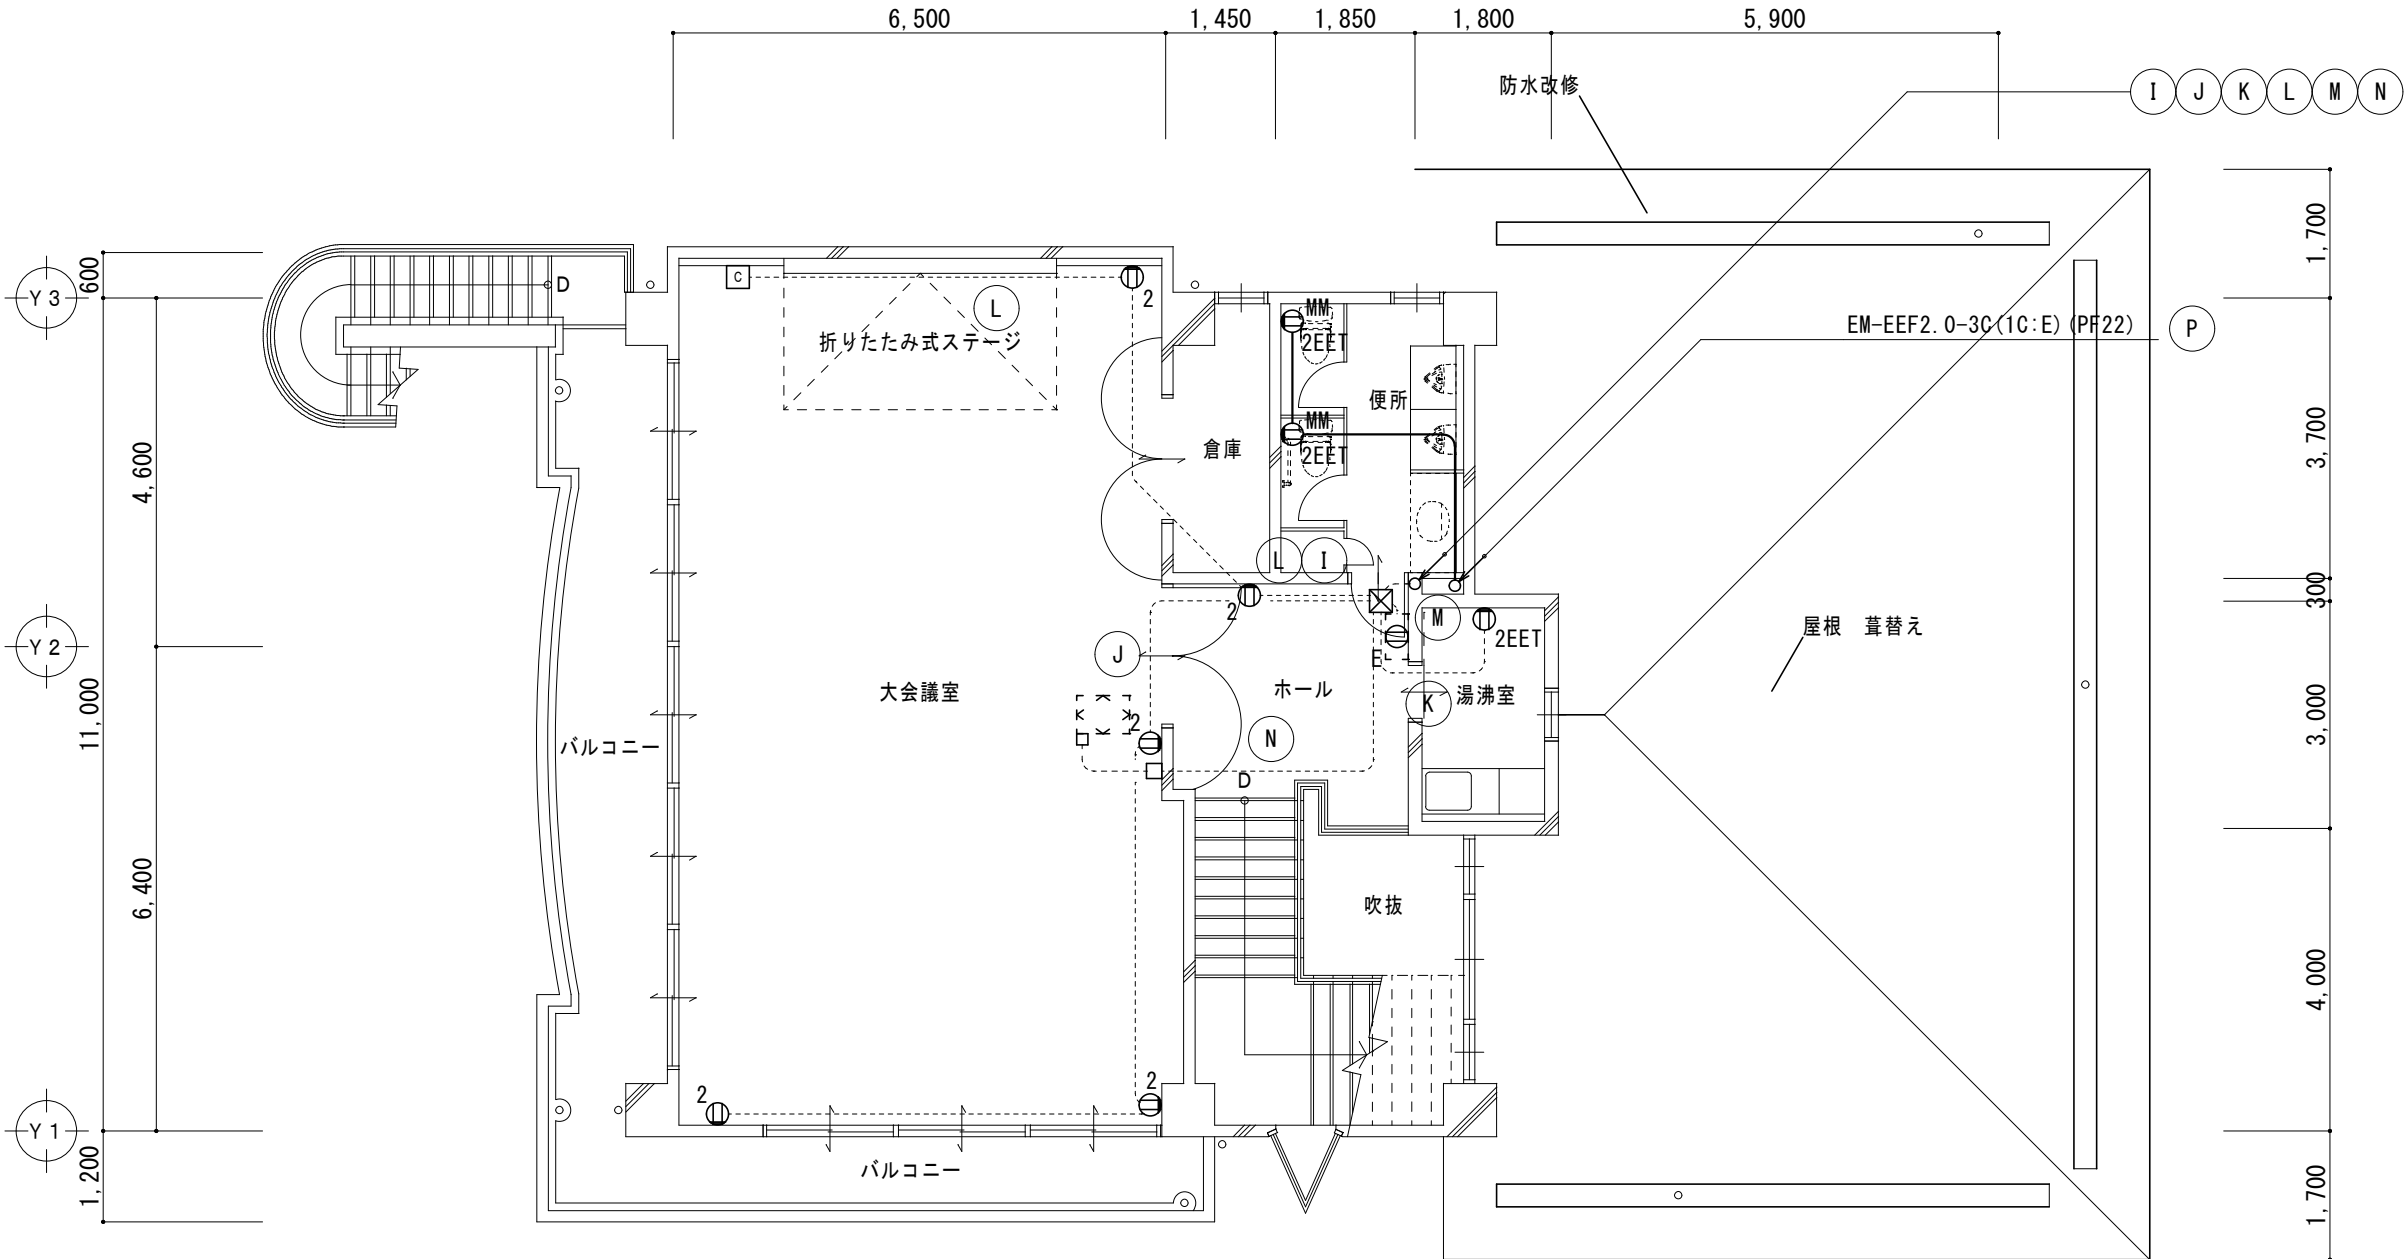 6,500
1,450
1,850
1,800
5,900
防水改修
I J K L M N
1,700
600
Y3
D
C
2
L
折りたたみ式ステージ
MM
2EET
EM-EEF2.0-3C(1C:E)(PF22)
P
便所
MM
2EET
倉庫
3,700
4,600
L
I
300
2
M
2EET
屋根 葺替え
Y2
J
E
11,000
大会議室
ホール
K
湯沸室
3,000
2
N
バルコニー
D
6,400
吹抜
4,000
2
2
Y1
1,200
バルコニー
1,700